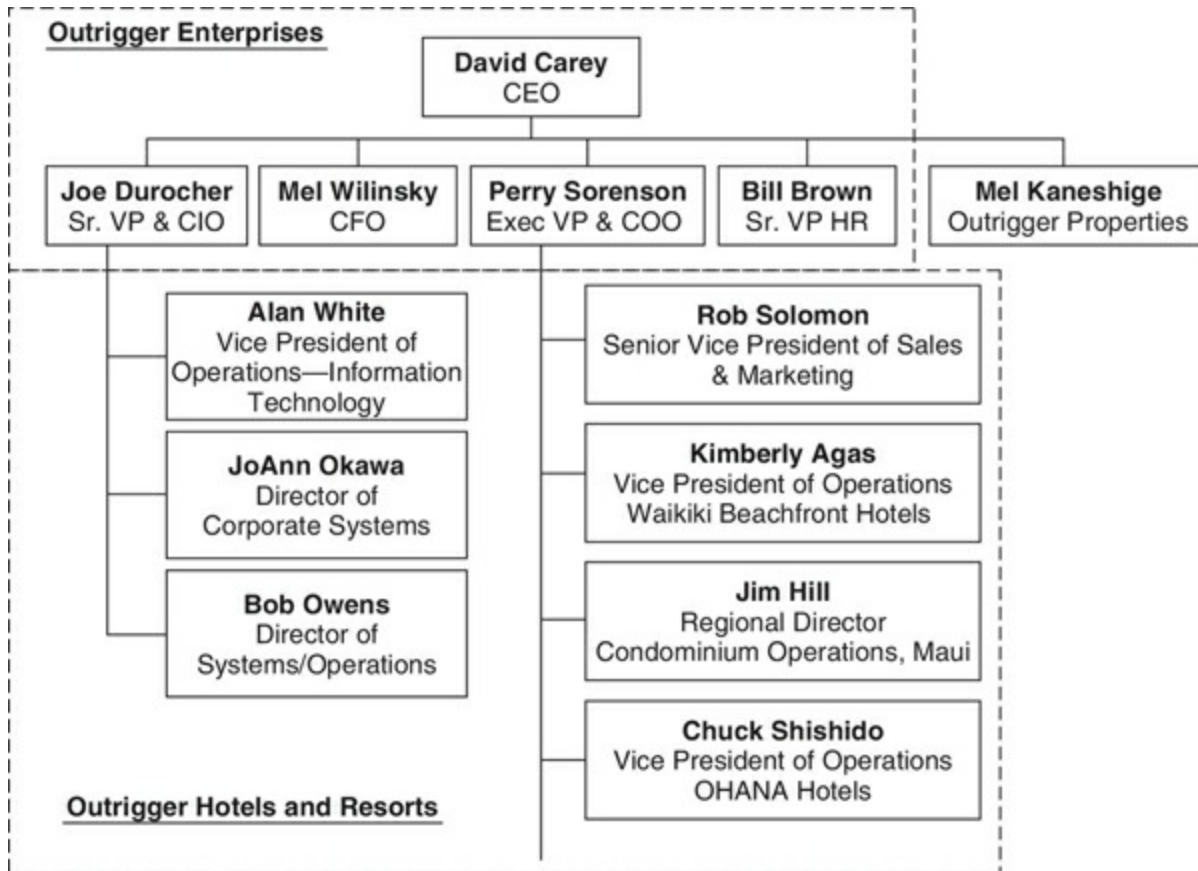 Outrigger Enterprises
David Carey
CEO
Joe Durocher
Sr. VP & CIO
Mel Wilinsky
CFO
Perry Sorenson
Exec VP & COO
Bill Brown
Sr. VP HR
Mel Kaneshige
Outrigger Properties
Alan White
Vice President of
Operations—Information
Technology
JoAnn Okawa
Director of
Corporate Systems
Bob Owens
Director of
Systems/Operations
Rob Solomon
Senior Vice President of Sales
& Marketing
Kimberly Agas
Vice President of Operations
Waikiki Beachfront Hotels
Jim Hill
Regional Director
Condominium Operations, Maui
Chuck Shishido
Vice President of Operations
OHANA Hotels
Outrigger Hotels and Resorts